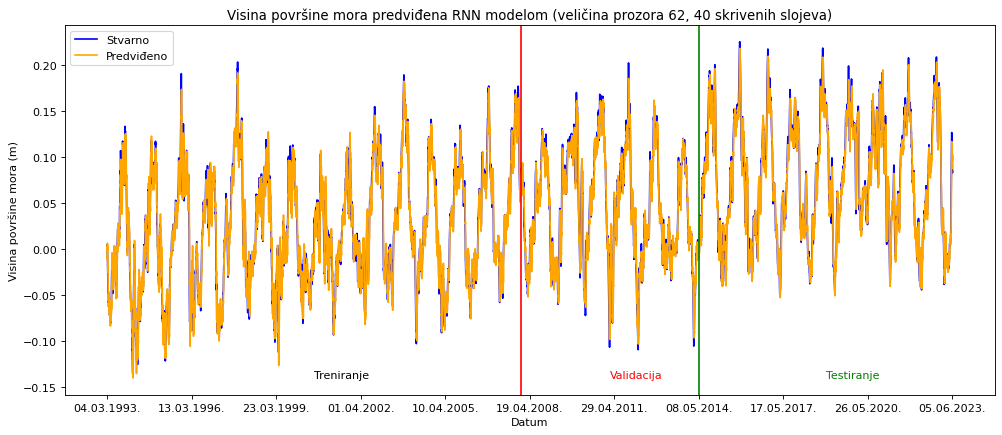 Visina površine mora predviđena RNN modelom (veličina prozora 62, 40 skrivenih slojeva)
Stvarno
Predviđeno
Visina površine mora (m)
0.20
0.15
0.10
0.05
0.00
−0.05
−0.10
−0.15
Treniranje
Validacija
Testiranje
04.03.1993. 13.03.1996. 23.03.1999. 01.04.2002. 10.04.2005. 19.04.2008. 29.04.2011. 08.05.2014. 17.05.2017. 26.05.2020. 05.06.2023.
Datum